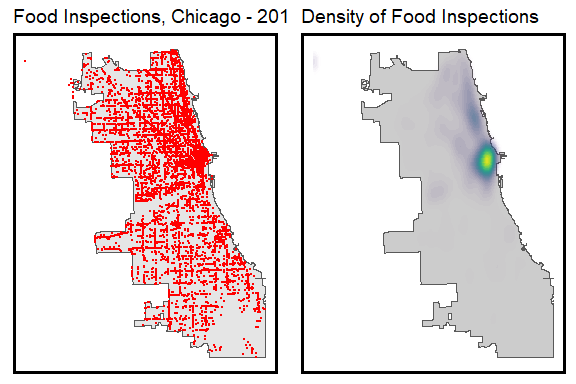 Food Inspections, Chicago - 201
Density of Food Inspections